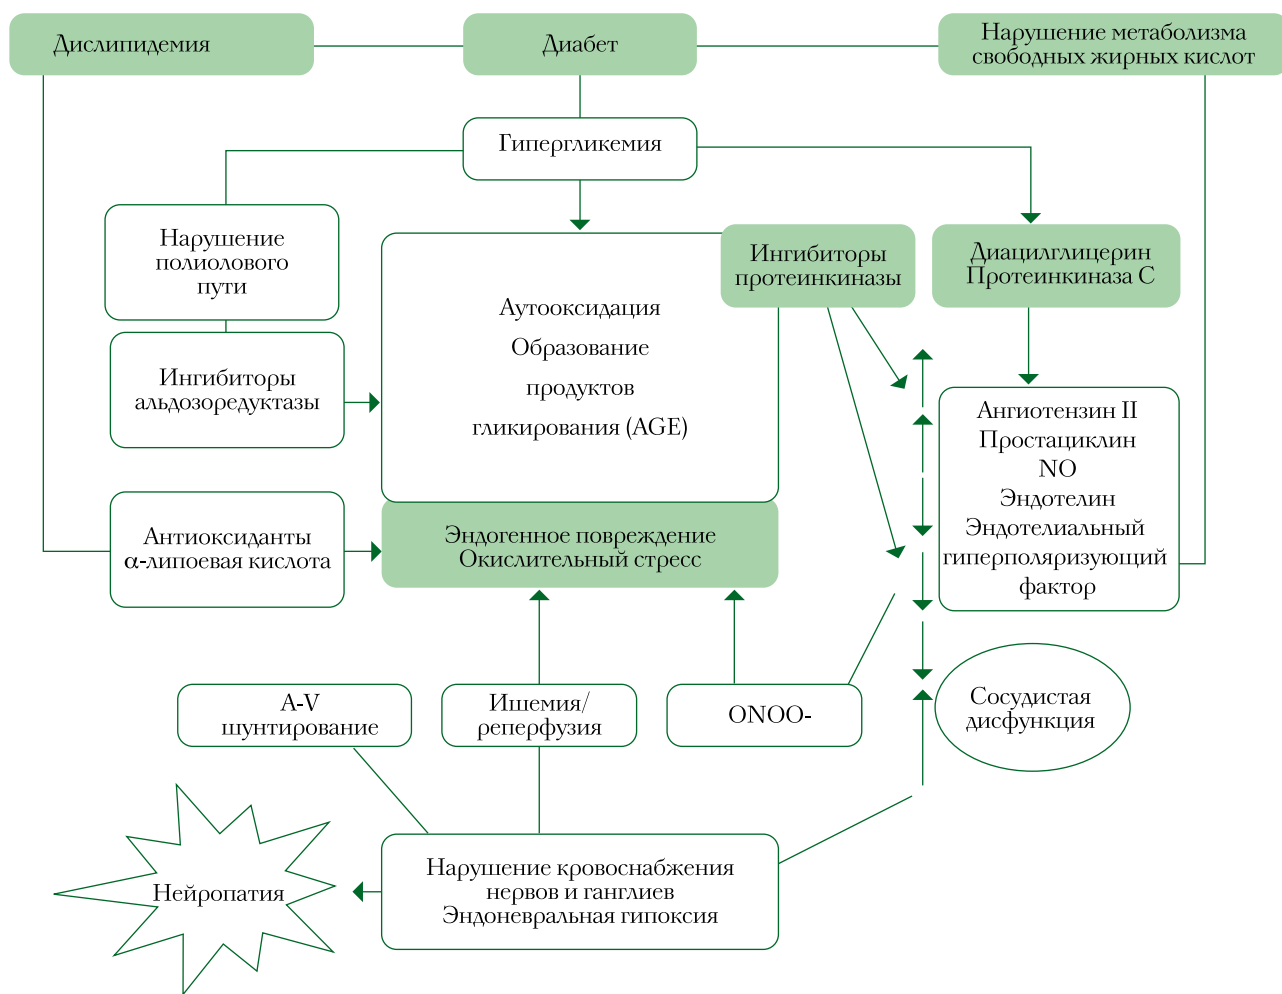 Дислипидемия
Диабет
Нарушение метаболизма
свободных жирных кислот
Гипергликемия
Нарушение
полиолового
пути
Ингибиторы
протеинкиназы
Диацилглицерин
Протеинкиназа С
Аутооксидация
Образование
продуктов
гликирования (AGE)
Ингибиторы
альдозоредуктазы
Ангиотензин II
Простациклин
NO
Эндотелин
Эндотелиальный
гиперполяризующий
фактор
Антиоксиданты
α-липоевая кислота
Эндогенное повреждение
Окислительный стресс
A-V
шунтирование
Ишемия/
реперфузия
ONOO-
Сосудистая
дисфункция
Нарушение кровоснабжения
нервов и ганглиев
Эндоневральная гипоксия
Нейропатия